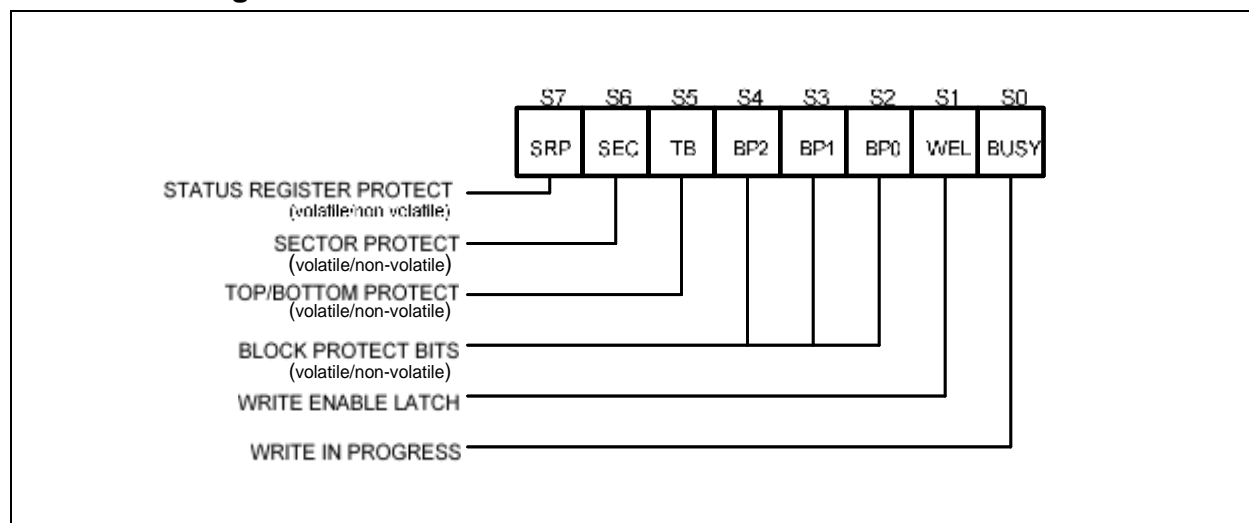 S7 S6 S5 S4 S3 S2 S1 S0
SRP SEC TB BP2 BP1 BP0 WEL BUSY
STATUS REGISTER PROTECT
(volatile/non volatile)
SECTOR PROTECT
(volatile/non-volatile)
TOP/BOTTOM PROTECT
(volatile/non-volatile)
BLOCK PROTECT BITS
(volatile/non-volatile)
WRITE ENABLE LATCH
WRITE IN PROGRESS